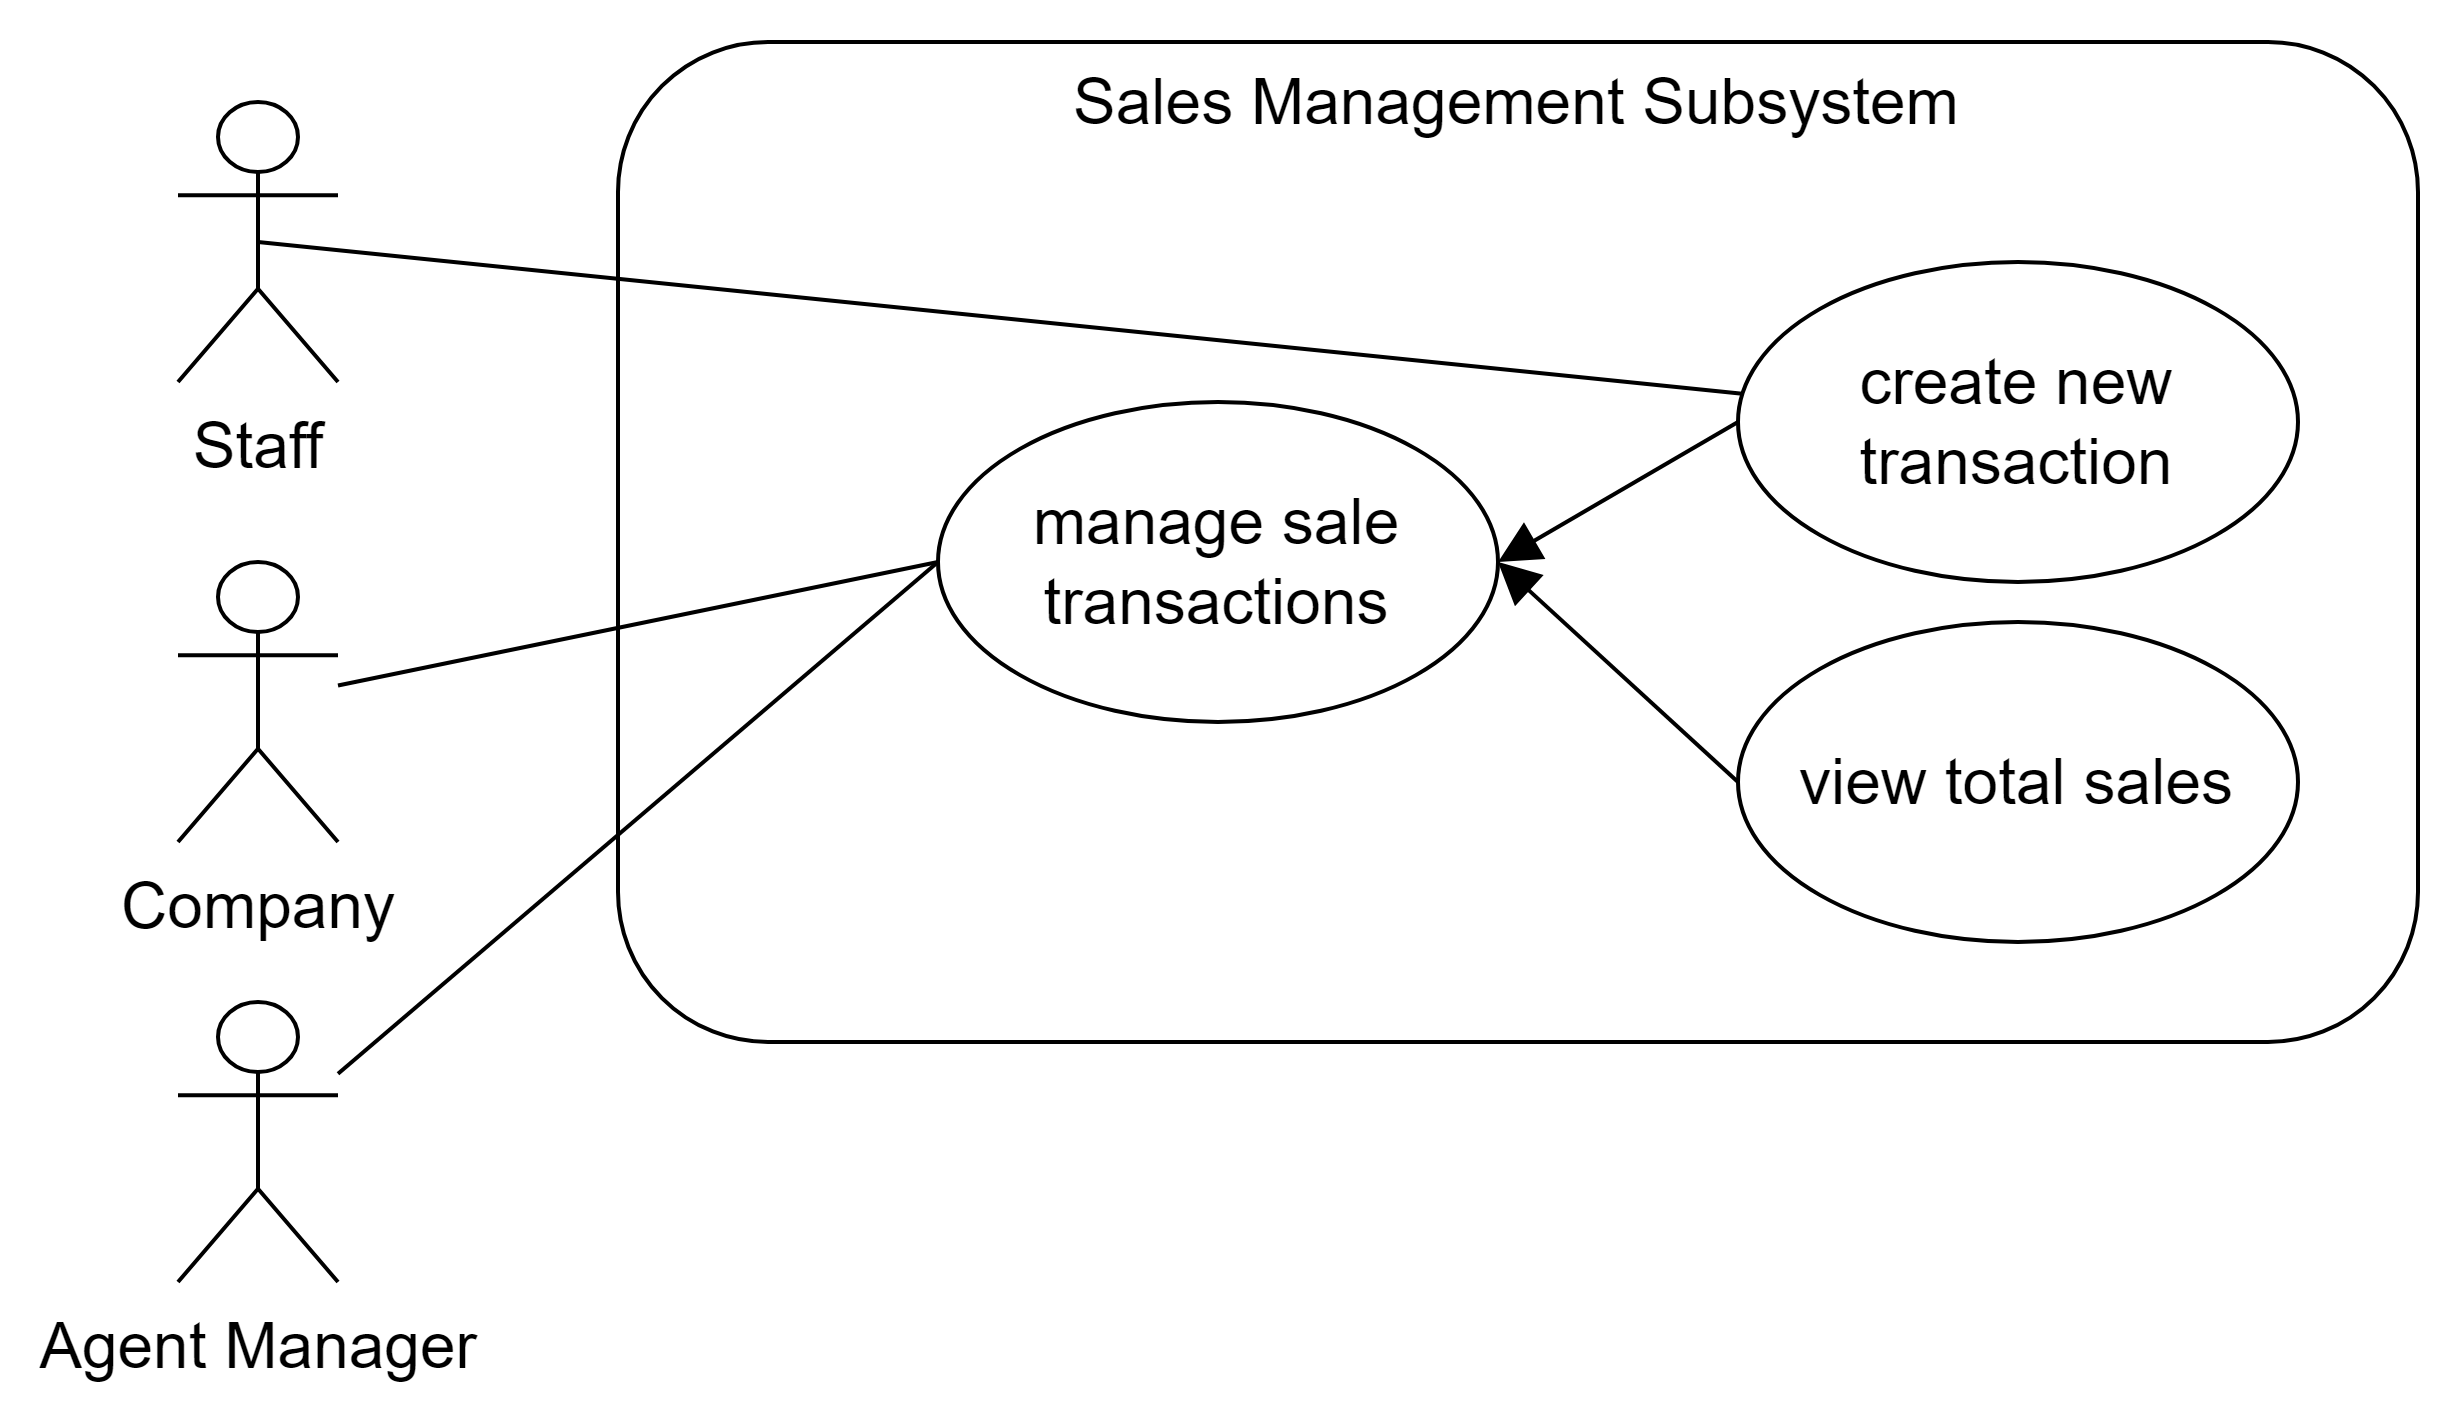 Sales Management Subsystem
Staff
create new
transaction
manage sale
transactions
view total sales
Company
Agent Manager